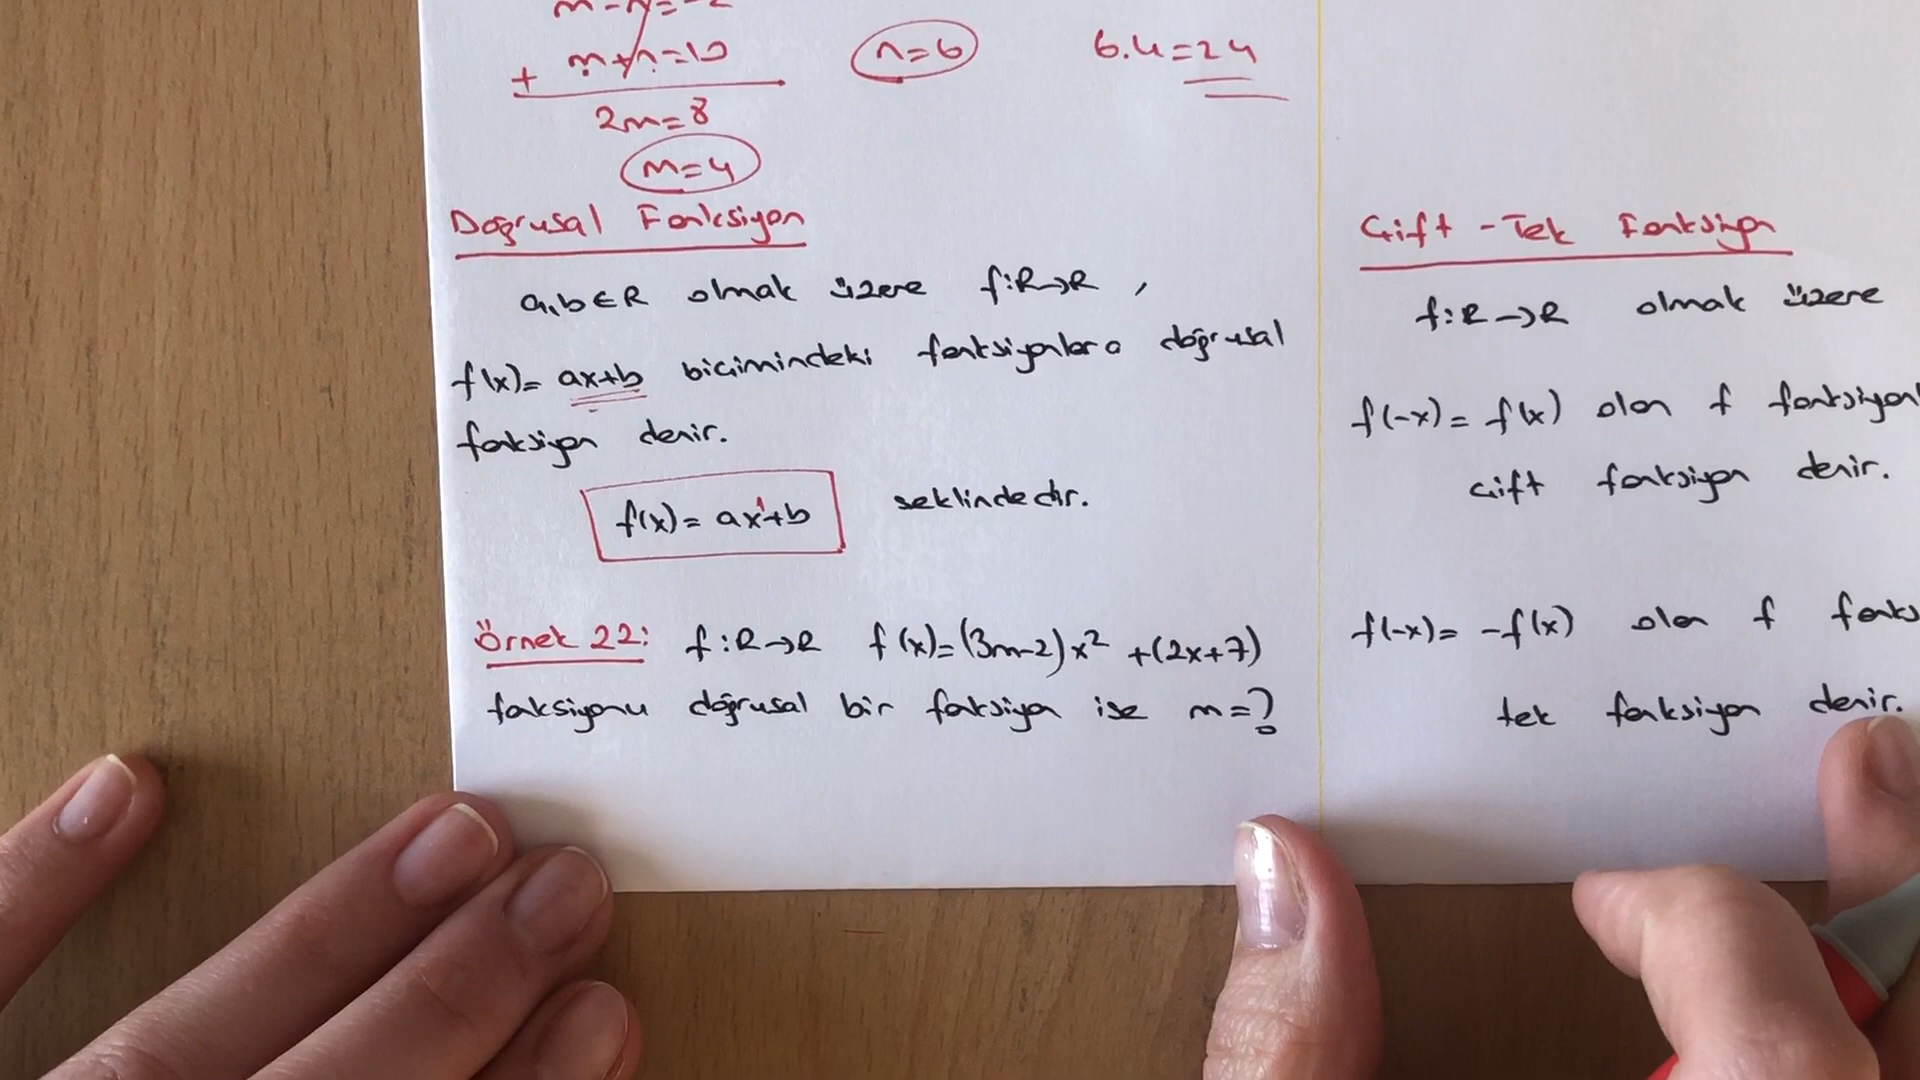 m-n=-2
+ m+n=10
2m=8
m=4
n=6
6.4=24
Doğrusal Fonksiyon
a,b∈R olmak üzere f:R→R ,
f(x)= ax+b biçimindeki fonksiyonlara doğrusal
fonksiyon denir.
f(x)= ax¹+b şeklindedir.
Örnek 22: f:R→R f(x)=(3m-2)x² +(2x+7)
fonksiyonu doğrusal bir fonksiyon ise m=?
Çift - Tek Fonksiyon
f:R→R olmak üzere
f(-x)= f(x) olan f fonksiyon
çift fonksiyon denir.
f(-x)= -f(x) olan f fonks
tek fonksiyon denir.